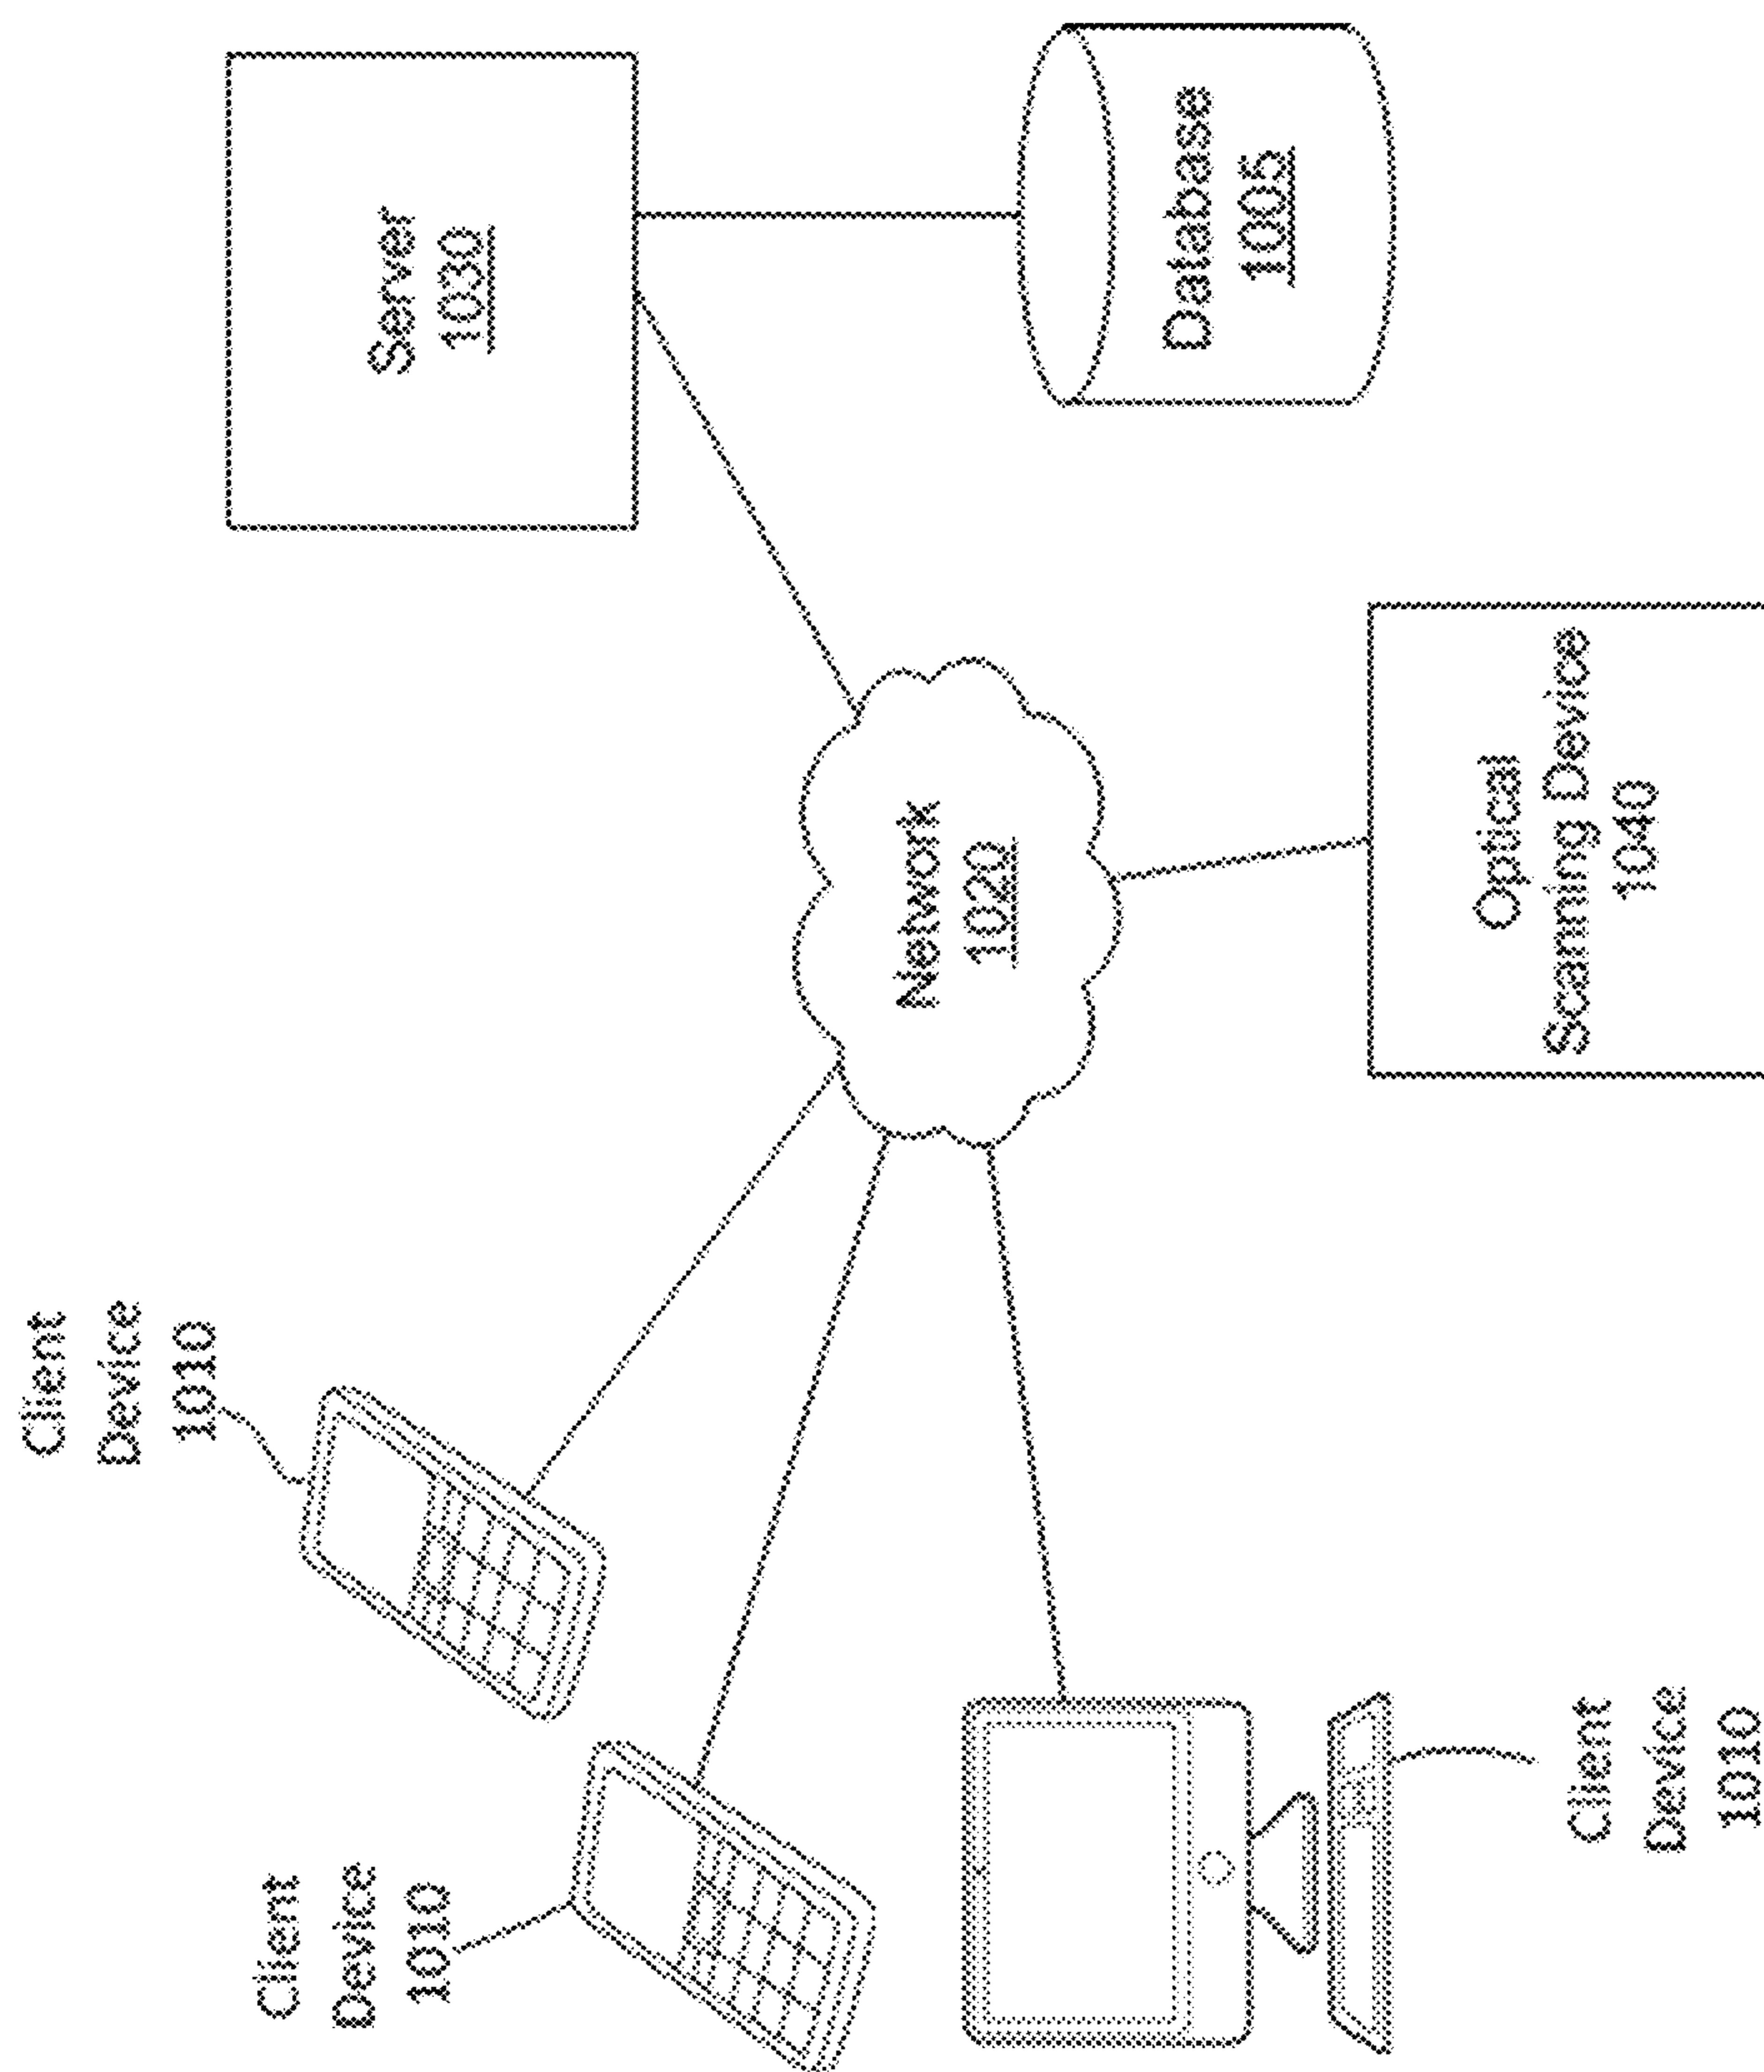 Client
Device
1010
Client
Device
1010
Server
1030
Network
1020
Database
1005
Optical
Scanning Device
1040
Client
Device
1010